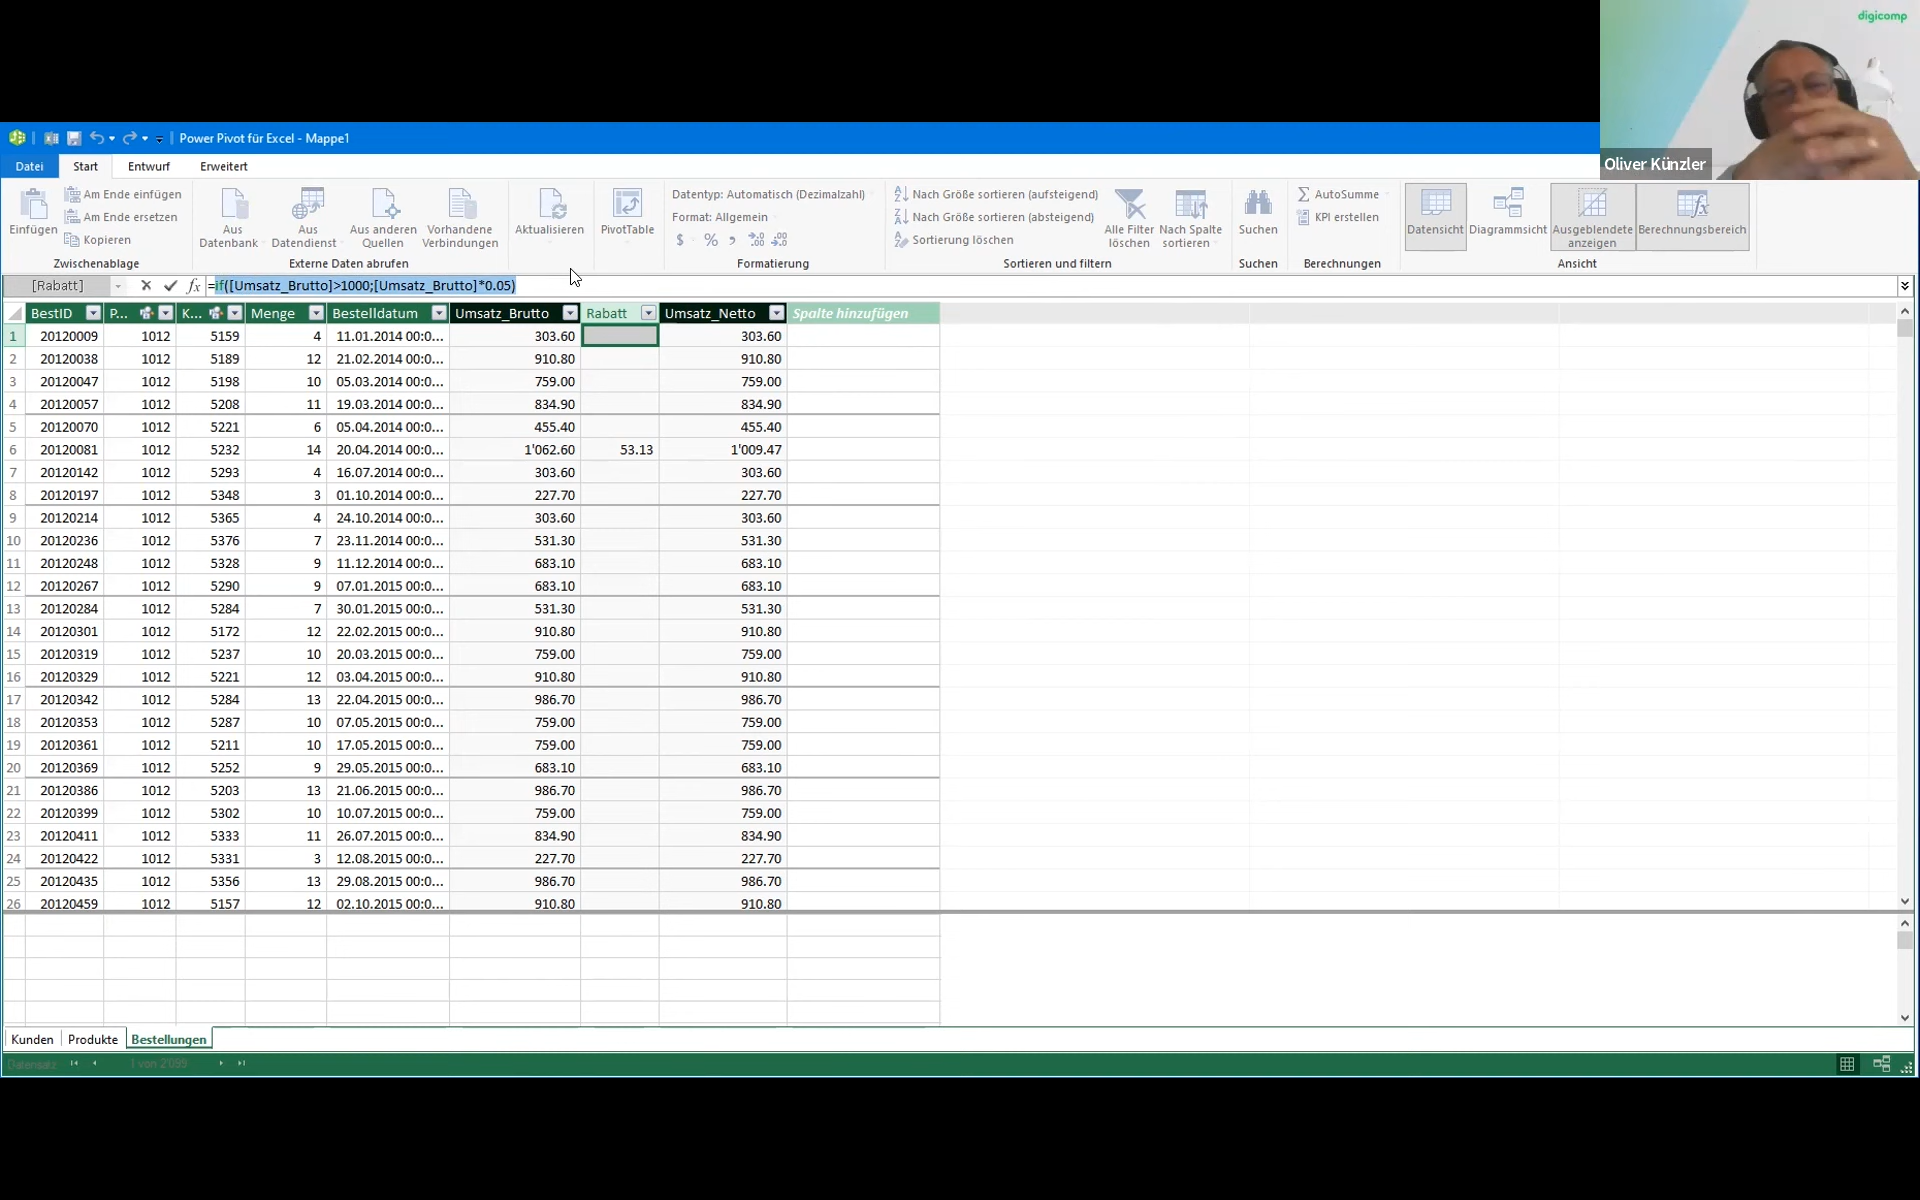 digicomp
Oliver Künzler
Power Pivot für Excel - Mappe1
Datei Start Entwurf Erweitert
Einfügen
Am Ende einfügen
Am Ende ersetzen
Kopieren
Zwischenablage
Aus Datenbank
Aus Datendienst
Aus anderen Quellen
Vorhandene Verbindungen
Externe Daten abrufen
Aktualisieren
PivotTable
Datentyp: Automatisch (Dezimalzahl)
Format: Allgemein
$ % ,
Formatierung
Nach Größe sortieren (aufsteigend)
Nach Größe sortieren (absteigend)
Sortierung löschen
Alle Filter löschen
Nach Spalte sortieren
Sortieren und filtern
Suchen
Suchen
AutoSumme
KPI erstellen
Berechnungen
Datensicht
Diagrammsicht
Ausgeblendete anzeigen
Berechnungsbereich
Ansicht
[Rabatt] fx =if([Umsatz_Brutto]>1000;[Umsatz_Brutto]*0.05)
BestID P... K... Menge Bestelldatum Umsatz_Brutto Rabatt Umsatz_Netto Spalte hinzufügen
1 20120009 1012 5159 4 11.01.2014 00:0... 303.60 303.60
2 20120038 1012 5189 12 21.02.2014 00:0... 910.80 910.80
3 20120047 1012 5198 10 05.03.2014 00:0... 759.00 759.00
4 20120057 1012 5208 11 19.03.2014 00:0... 834.90 834.90
5 20120070 1012 5221 6 05.04.2014 00:0... 455.40 455.40
6 20120081 1012 5232 14 20.04.2014 00:0... 1'062.60 53.13 1'009.47
7 20120142 1012 5293 4 16.07.2014 00:0... 303.60 303.60
8 20120197 1012 5348 3 01.10.2014 00:0... 227.70 227.70
9 20120214 1012 5365 4 24.10.2014 00:0... 303.60 303.60
10 20120236 1012 5376 7 23.11.2014 00:0... 531.30 531.30
11 20120248 1012 5328 9 11.12.2014 00:0... 683.10 683.10
12 20120267 1012 5290 9 07.01.2015 00:0... 683.10 683.10
13 20120284 1012 5284 7 30.01.2015 00:0... 531.30 531.30
14 20120301 1012 5172 12 22.02.2015 00:0... 910.80 910.80
15 20120319 1012 5237 10 20.03.2015 00:0... 759.00 759.00
16 20120329 1012 5221 12 03.04.2015 00:0... 910.80 910.80
17 20120342 1012 5284 13 22.04.2015 00:0... 986.70 986.70
18 20120353 1012 5287 10 07.05.2015 00:0... 759.00 759.00
19 20120361 1012 5211 10 17.05.2015 00:0... 759.00 759.00
20 20120369 1012 5252 9 29.05.2015 00:0... 683.10 683.10
21 20120386 1012 5203 13 21.06.2015 00:0... 986.70 986.70
22 20120399 1012 5302 10 10.07.2015 00:0... 759.00 759.00
23 20120411 1012 5333 11 26.07.2015 00:0... 834.90 834.90
24 20120422 1012 5331 3 12.08.2015 00:0... 227.70 227.70
25 20120435 1012 5356 13 29.08.2015 00:0... 986.70 986.70
26 20120459 1012 5157 12 02.10.2015 00:0... 910.80 910.80
Kunden Produkte Bestellungen
Datensatz: 1 von 2'099